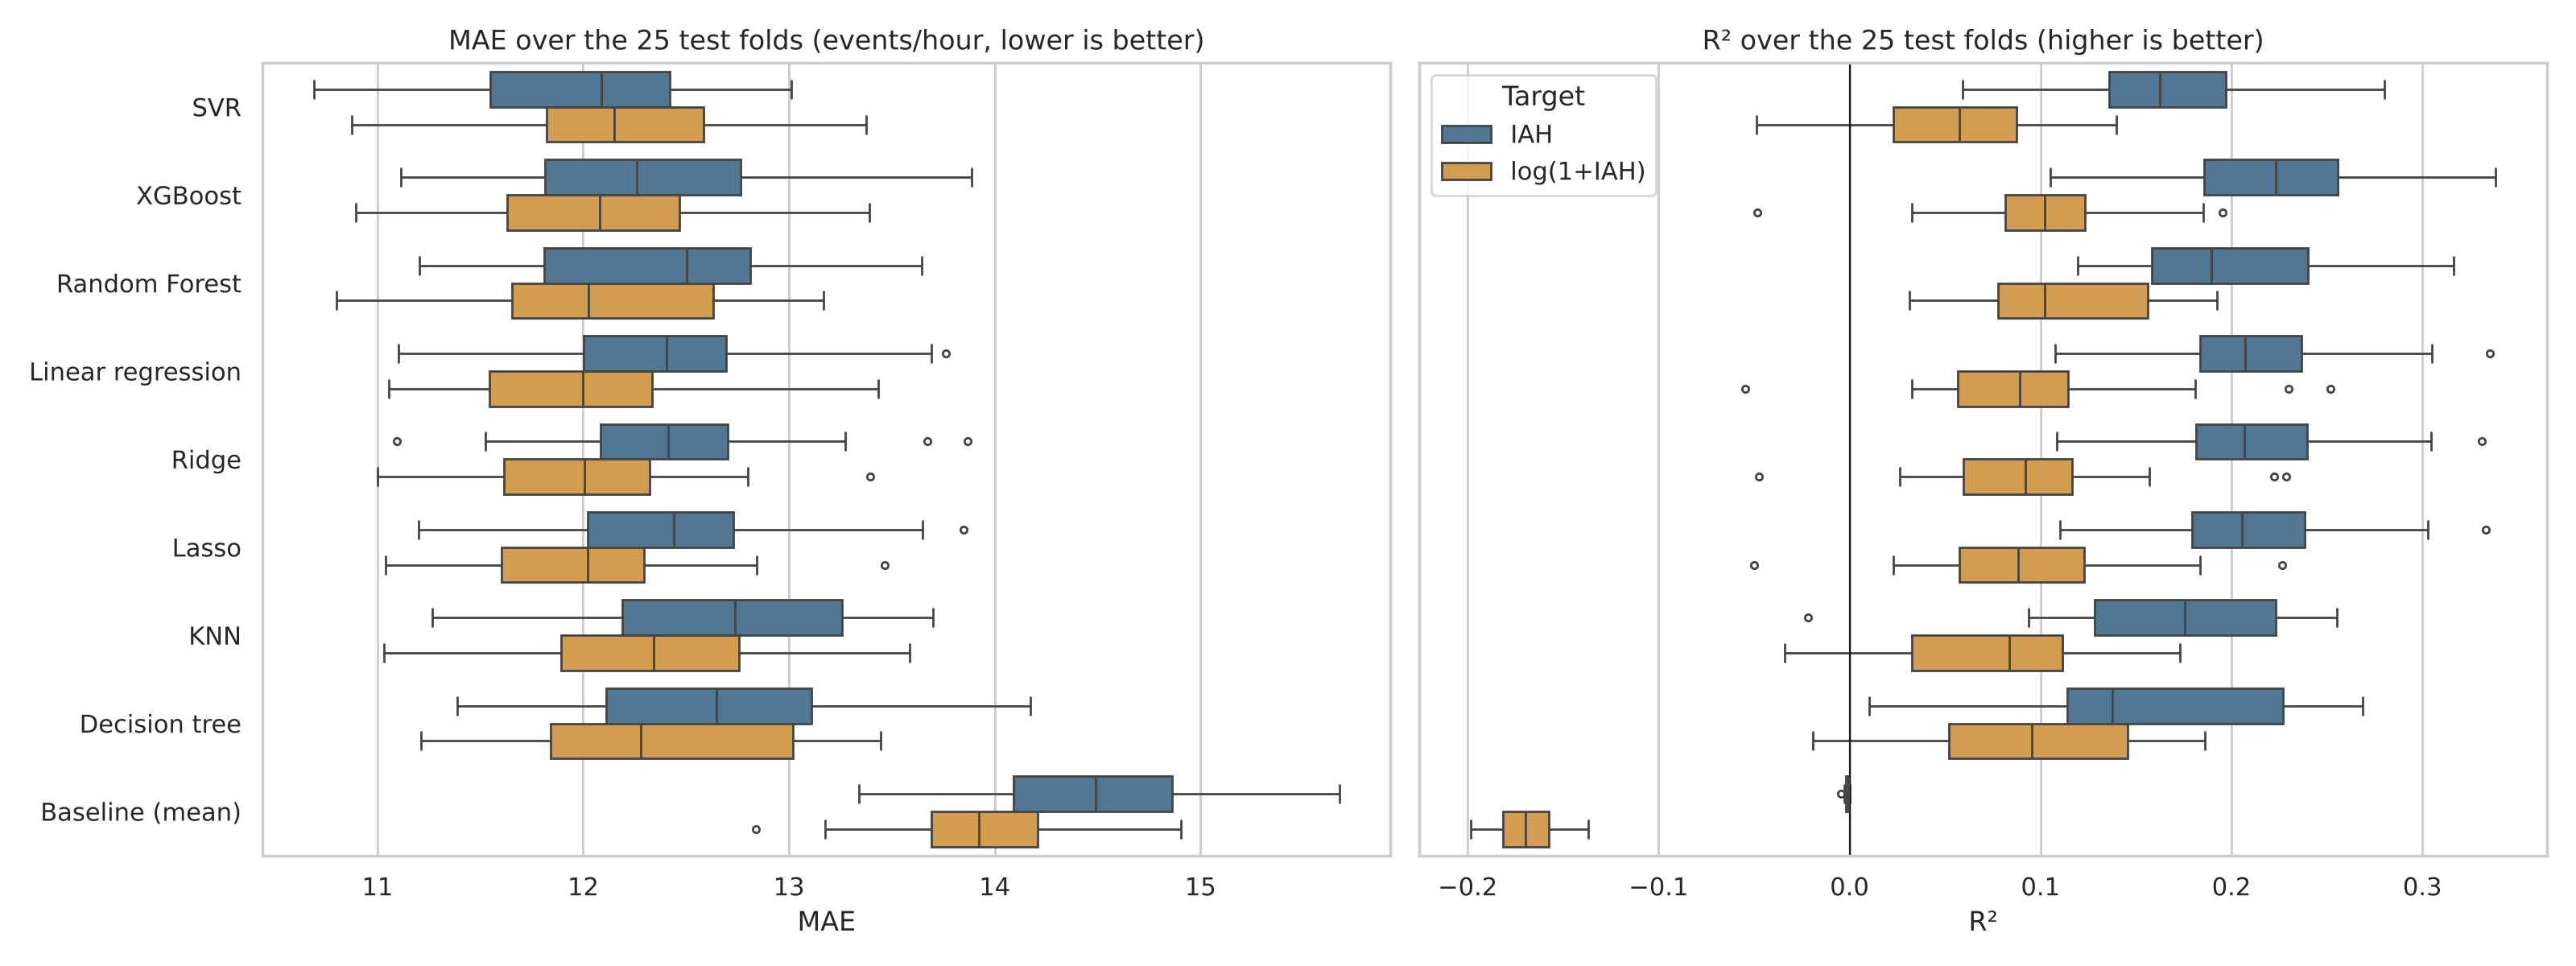 MAE over the 25 test folds (events/hour, lower is better)
SVR
XGBoost
Random Forest
Linear regression
Ridge
Lasso
KNN
Decision tree
Baseline (mean)
11 12 13 14 15
MAE
R² over the 25 test folds (higher is better)
Target
IAH
log(1+IAH)
−0.2 −0.1 0.0 0.1 0.2 0.3
R²